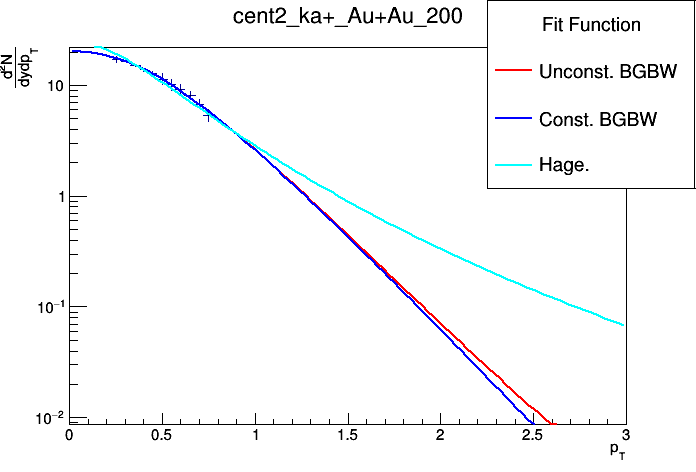 cent2_ka+_Au+Au_200
Fit Function
Unconst. BGBW
Const. BGBW
Hage.
d²N
dydp_T
10
1
10⁻¹
10⁻²
0 0.5 1 1.5 2 2.5 3
p_T